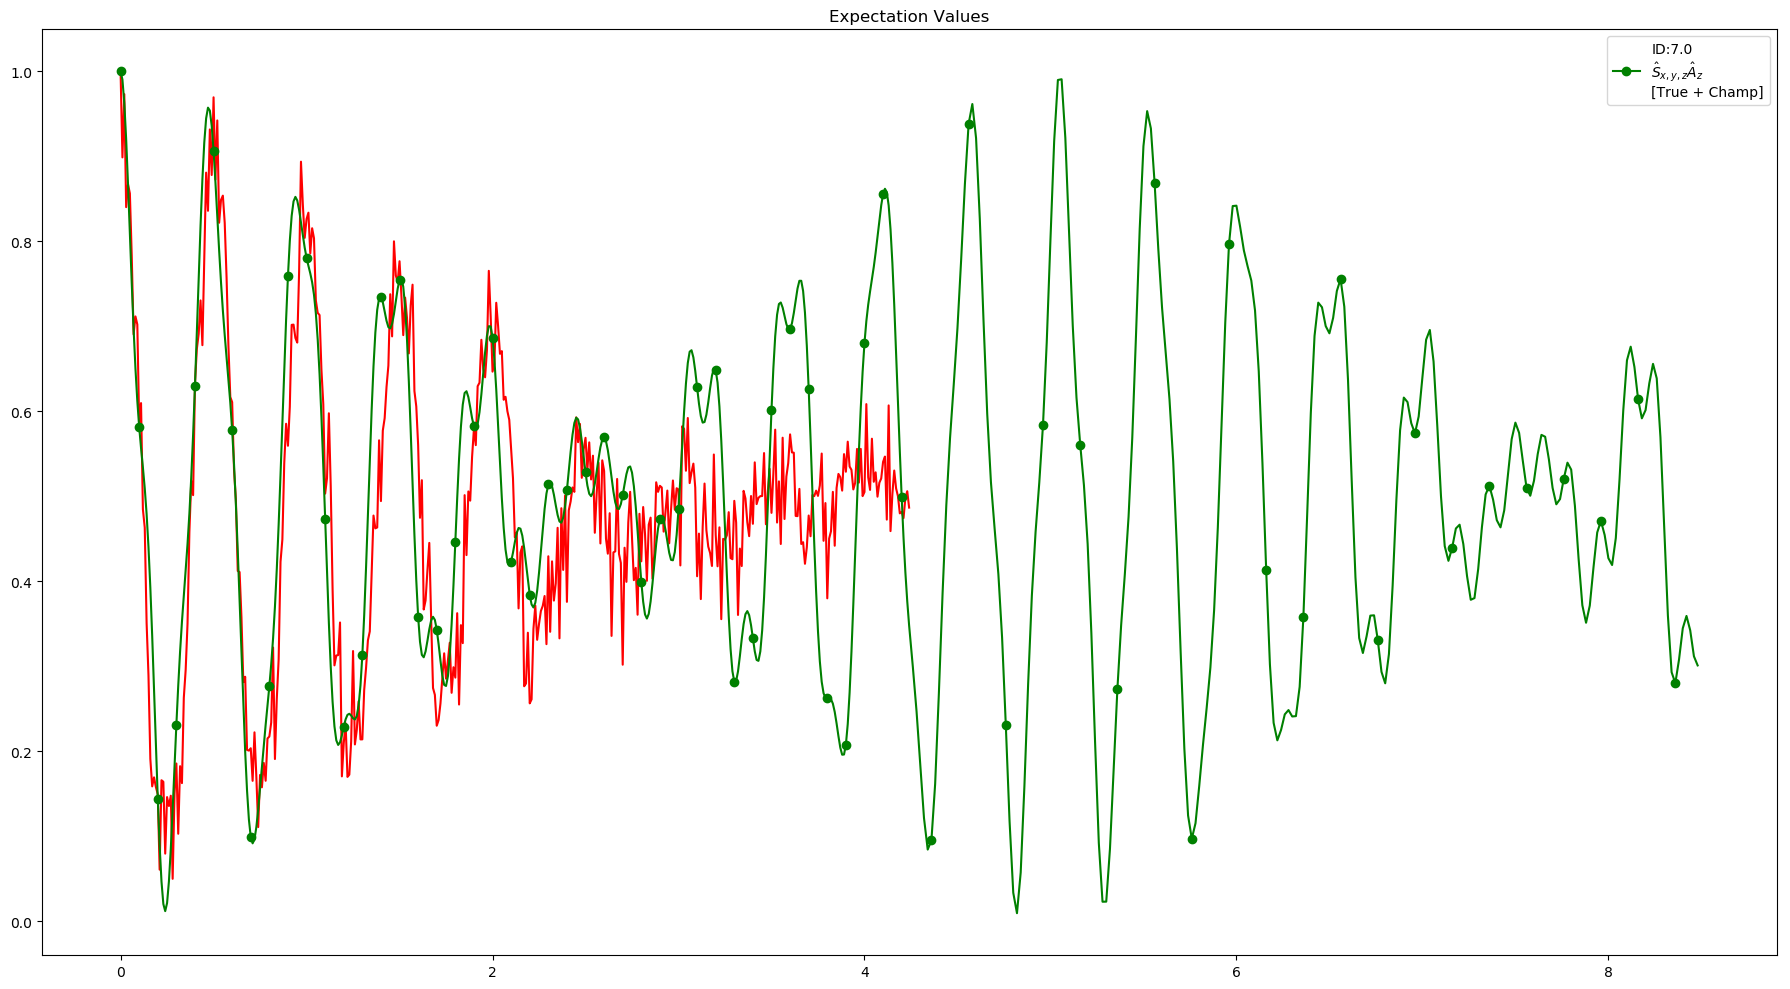 Expectation Values
ID:7.0
$\hat{S}_{x,y,z}\hat{A}_z$
[True + Champ]
1.0
0.8
0.6
0.4
0.2
0.0
0 2 4 6 8